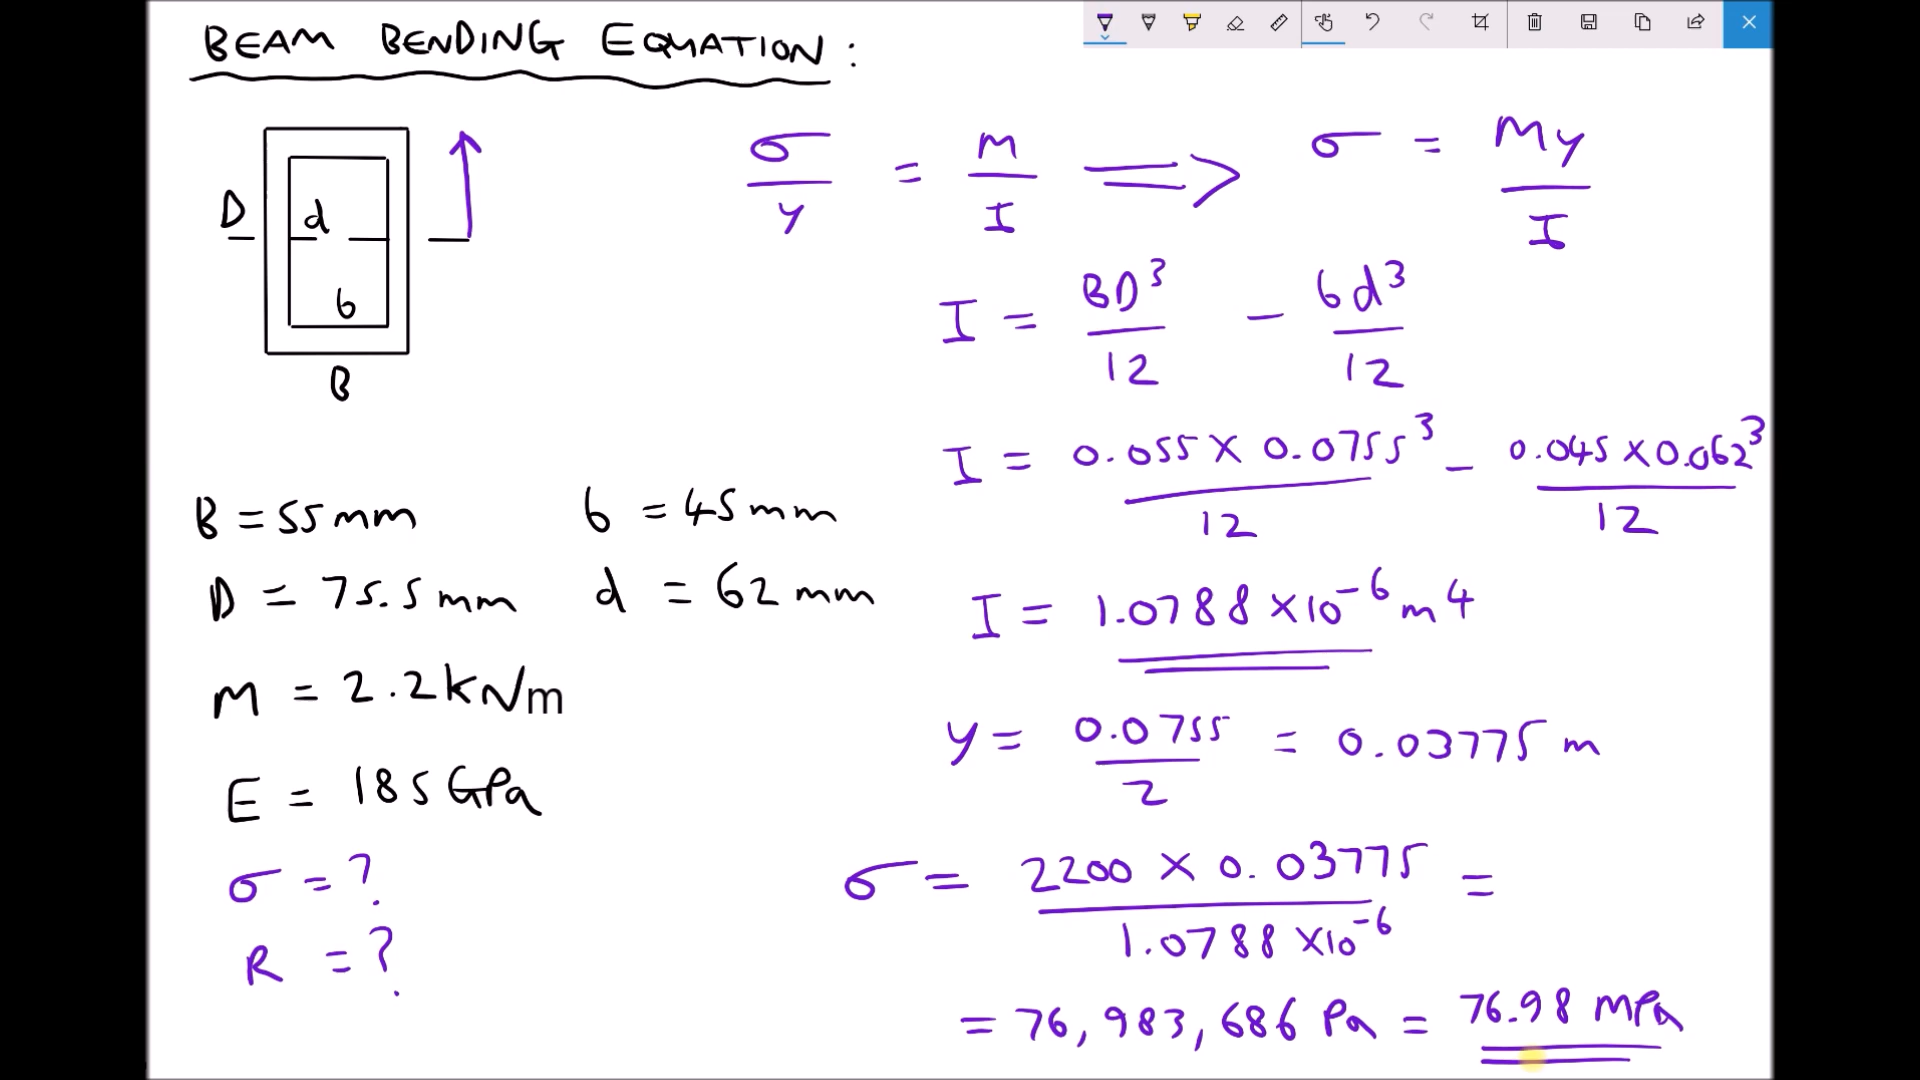 BEAM BENDING EQUATION:
D
d
b
B
σ/y = M/I ⟹ σ = My/I
I = BD³/12 - bd³/12
I = 0.055 × 0.0755³/12 - 0.045 × 0.062³/12
I = 1.0788 × 10⁻⁶ m⁴
y = 0.0755/2 = 0.03775 m
σ = 2200 × 0.03775/1.0788 × 10⁻⁶ =
= 76,983,686 Pa = 76.98 MPa
B = 55mm b = 45mm
D = 75.5mm d = 62mm
M = 2.2kNm
E = 185GPa
σ = ?
R = ?